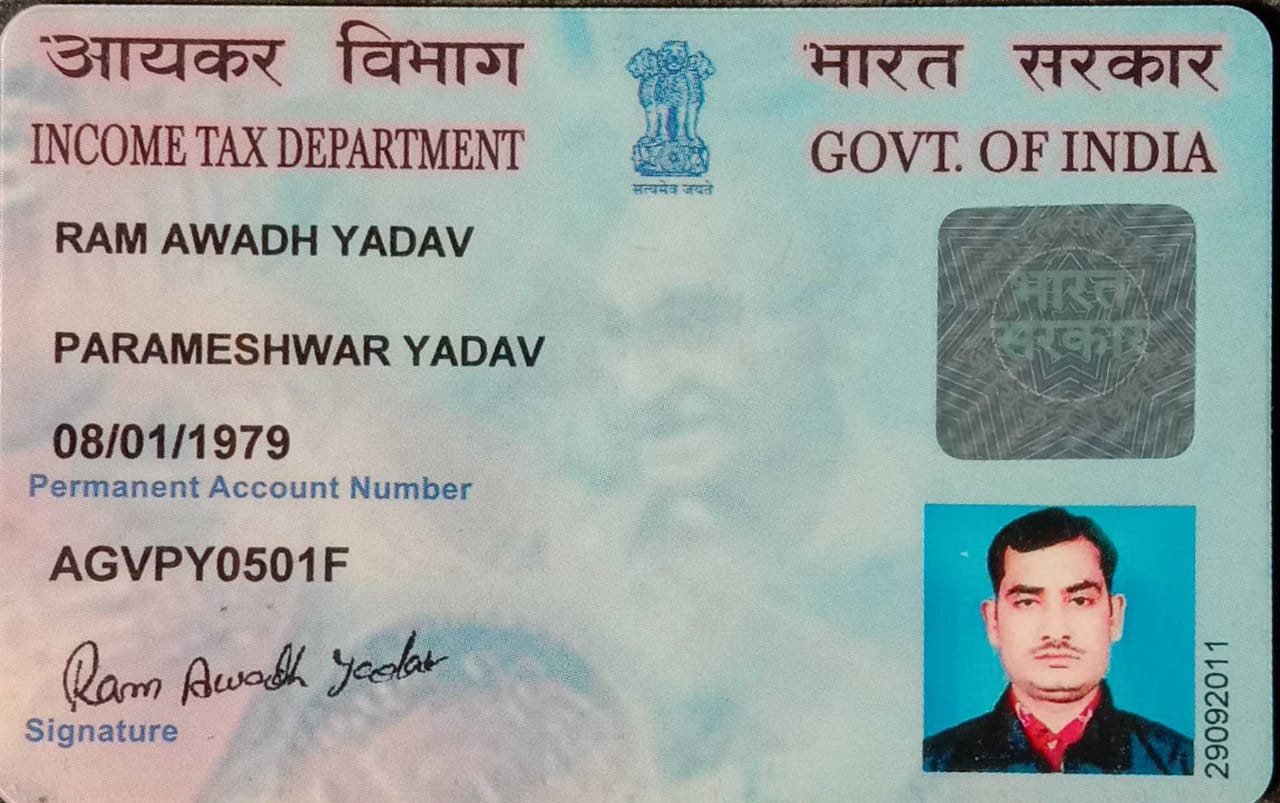 आयकर विभाग
INCOME TAX DEPARTMENT
सत्यमेव जयते
भारत सरकार
GOVT. OF INDIA
RAM AWADH YADAV
PARAMESHWAR YADAV
08/01/1979
Permanent Account Number
AGVPY0501F
Ram Awadh Yadav
Signature
भारत
सरकार
29092011